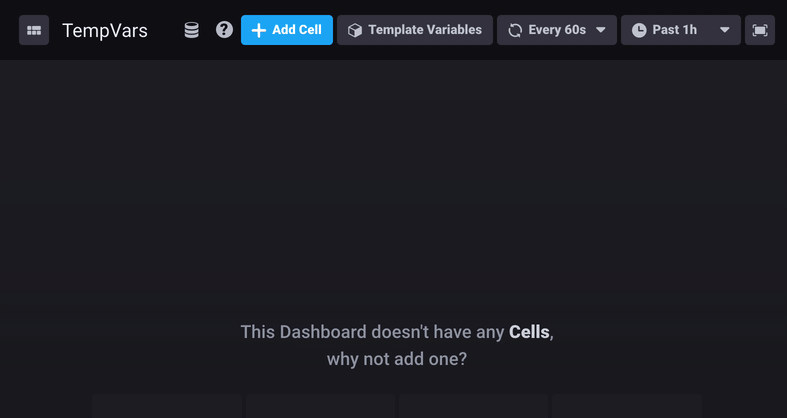 TempVars ? Add Cell Template Variables Every 60s Past 1h
This Dashboard doesn't have any Cells,
why not add one?